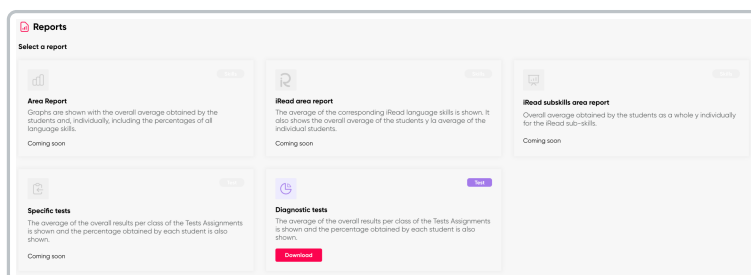 Reports
Select a report
Area Report
Graphs are shown with the overall average obtained by the
students and, individually, including the percentages of all
language skills.
Coming soon
iRead area report
The average of the corresponding iRead language skills is shown. It
also shows the overall average of the students y la average of the
individual students.
Coming soon
iRead subskills area report
Overall average obtained by the students as a whole y individually
for the iRead sub-skills.
Coming soon
Test
Specific tests
The average of the overall results per class of the Tests Assignments
is shown and the percentage obtained by each student is also
shown.
Coming soon
Test
Diagnostic tests
The average of the overall results per class of the Tests Assignments
is shown and the percentage obtained by each student is also
shown.
Download